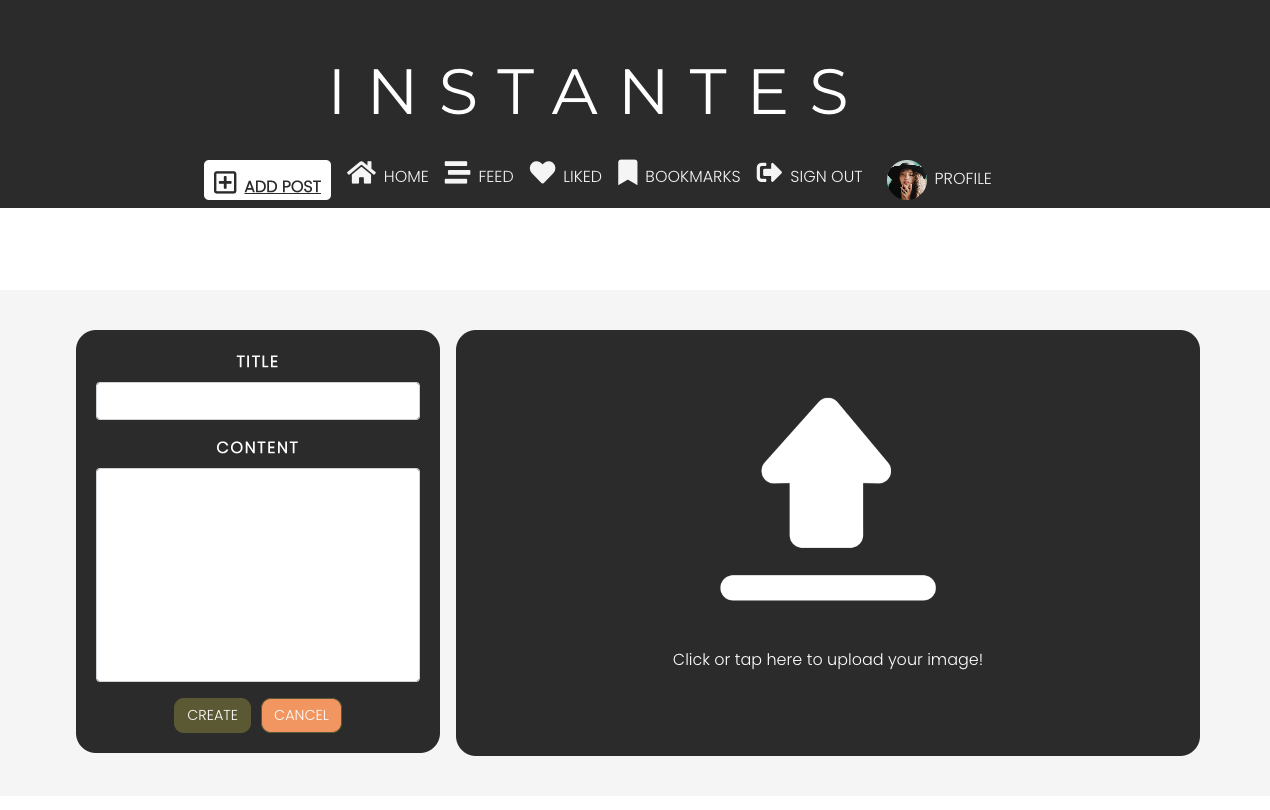 INSTANTES
ADD POST HOME FEED LIKED BOOKMARKS SIGN OUT PROFILE
TITLE
CONTENT
CREATE CANCEL
Click or tap here to upload your image!